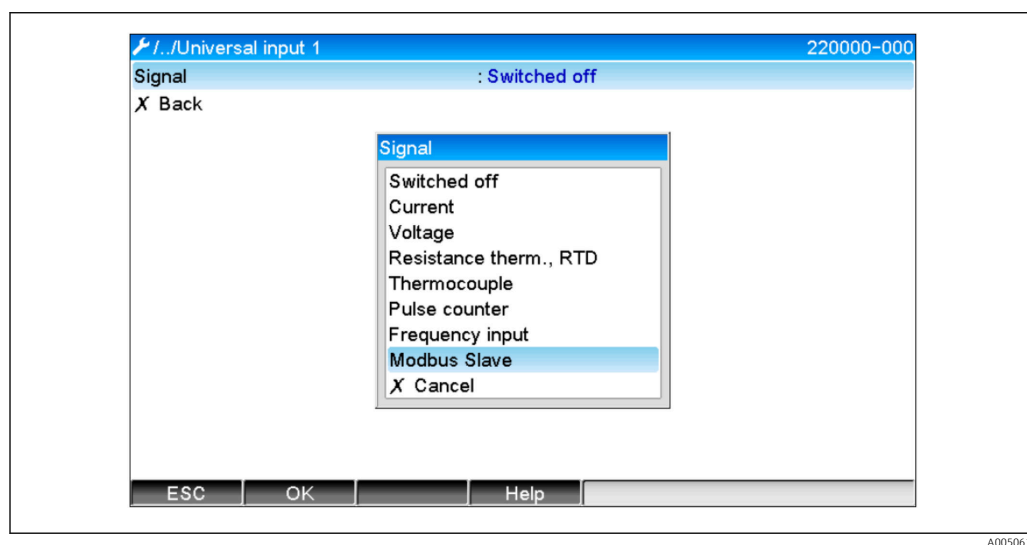 /../Universal input 1 220000-000
Signal : Switched off
X Back
Signal
Switched off
Current
Voltage
Resistance therm., RTD
Thermocouple
Pulse counter
Frequency input
Modbus Slave
X Cancel
ESC OK Help
A00506